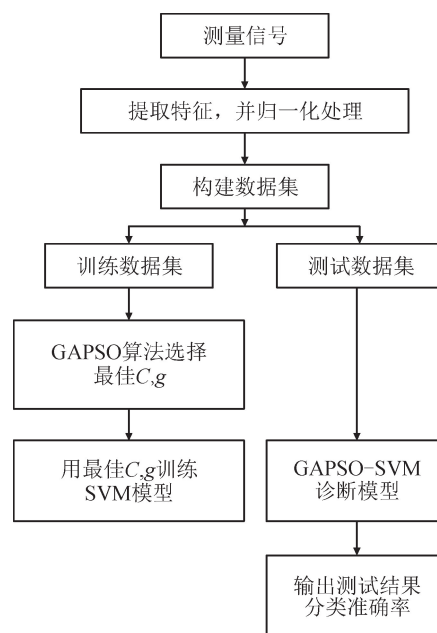 测量信号
提取特征，并归一化处理
构建数据集
训练数据集
测试数据集
GAPSO算法选择
最佳C,g
用最佳C,g训练
SVM模型
GAPSO-SVM
诊断模型
输出测试结果
分类准确率